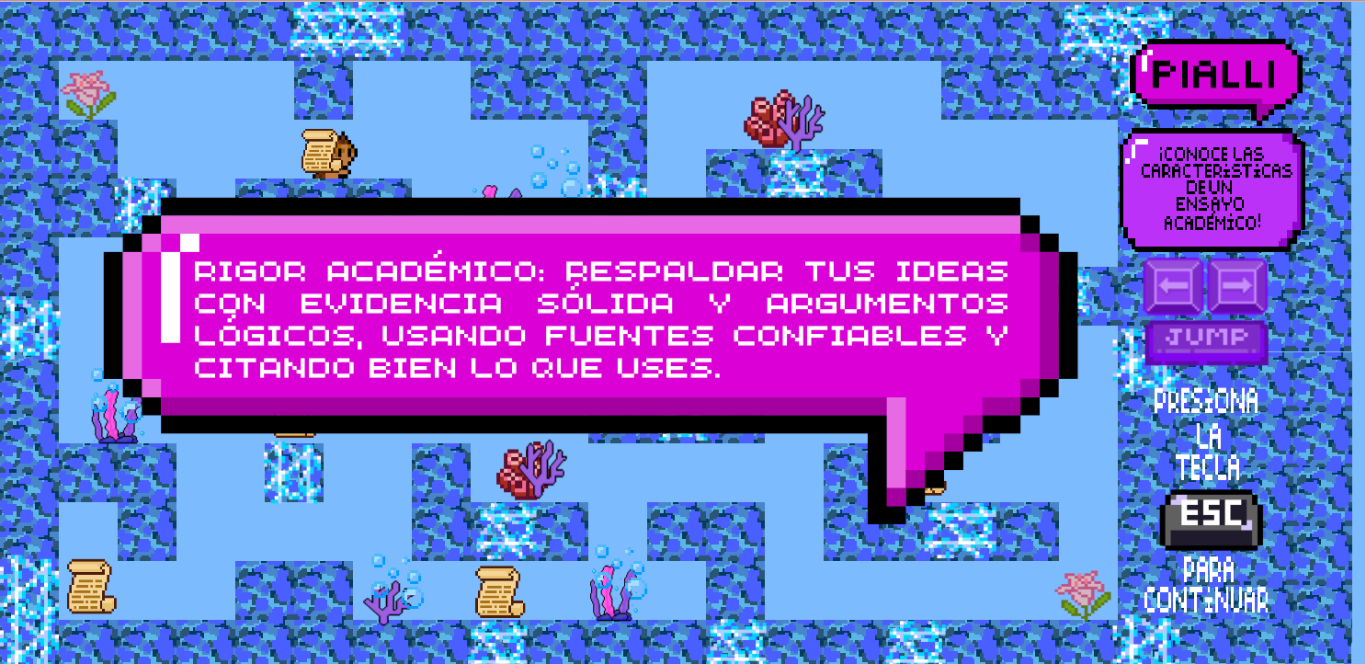 PIALLI
¡CONOCE LAS
CARACTERÍSTICAS
DE UN
ENSAYO
ACADÉMICO!
RIGOR ACADÉMICO: RESPALDAR TUS IDEAS
CON EVIDENCIA SÓLIDA Y ARGUMENTOS
LÓGICOS, USANDO FUENTES CONFIABLES Y
CITANDO BIEN LO QUE USES.
JUMP
PRESIONA
LA
TECLA
ESC
PARA
CONTINUAR